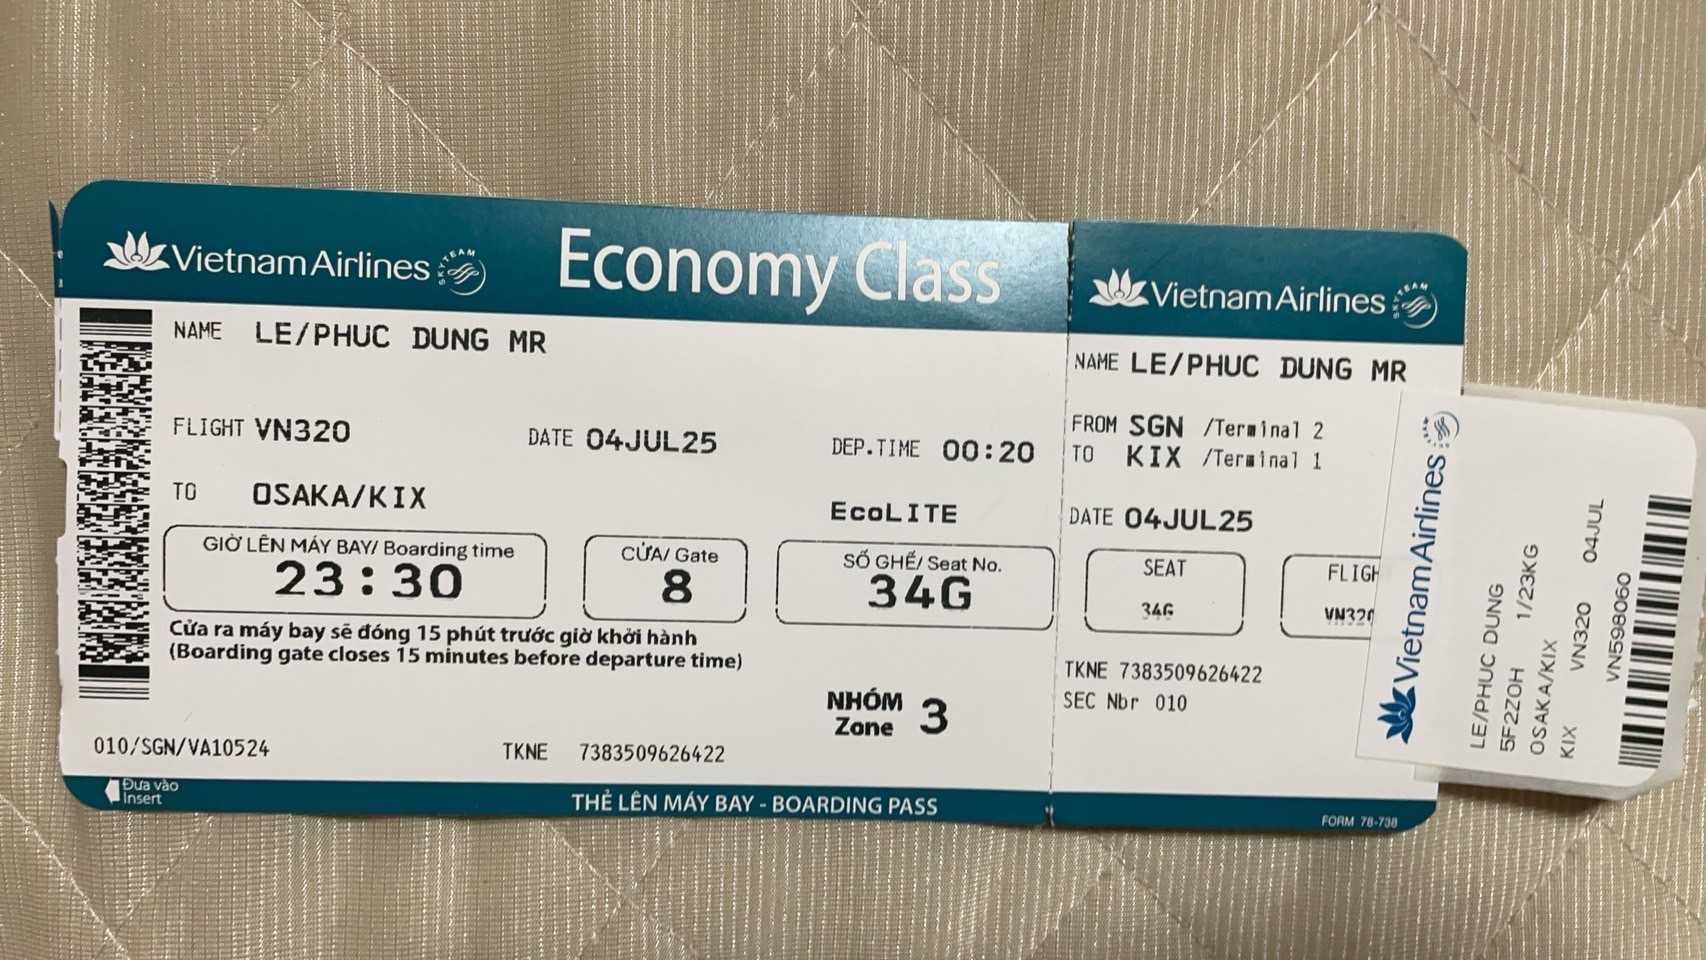 Vietnam Airlines SKYTEAM Economy Class
NAME LE/PHUC DUNG MR
FLIGHT VN320 DATE 04JUL25 DEP.TIME 00:20
TO OSAKA/KIX
EcoLITE
GIỜ LÊN MÁY BAY/ Boarding time CỬA/ Gate SỐ GHẾ/ Seat No.
23:30 8 34G
Cửa ra máy bay sẽ đóng 15 phút trước giờ khởi hành
(Boarding gate closes 15 minutes before departure time)
NHÓM
Zone 3
010/SGN/VA10524 TKNE 7383509626422
Đưa vào
Insert
THẺ LÊN MÁY BAY - BOARDING PASS
Vietnam Airlines SKYTEAM
NAME LE/PHUC DUNG MR
FROM SGN /Terminal 2
TO KIX /Terminal 1
DATE 04JUL25
SEAT FLIGH
34G VN320
TKNE 7383509626422
SEC Nbr 010
FORM 78-738
Vietnam Airlines SKYTEAM
LE/PHUC DUNG
5F2ZOH 1/23KG
OSAKA/KIX
KIX VN320 04JUL
VN598060